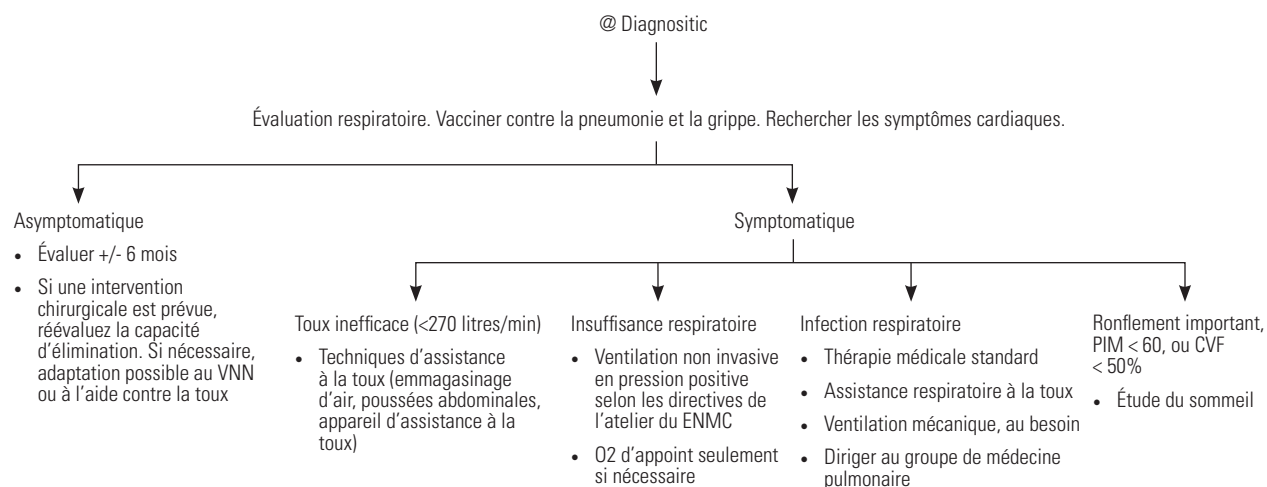 @ Diagnositic
Évaluation respiratoire. Vacciner contre la pneumonie et la grippe. Rechercher les symptômes cardiaques.
Asymptomatique
• Évaluer +/- 6 mois
• Si une intervention
chirurgicale est prévue,
réévaluez la capacité
d'élimination. Si nécessaire,
adaptation possible au VNN
ou à l'aide contre la toux
Symptomatique
Toux inefficace (<270 litres/min)
• Techniques d'assistance
à la toux (emmagasinage
d'air, poussées abdominales,
appareil d'assistance à la
toux)
Insuffisance respiratoire
• Ventilation non invasive
en pression positive
selon les directives de
l'atelier du ENMC
• O2 d'appoint seulement
si nécessaire
Infection respiratoire
• Thérapie médicale standard
• Assistance respiratoire à la toux
• Ventilation mécanique, au besoin
• Diriger au groupe de médecine
pulmonaire
Ronflement important,
PIM < 60, ou CVF
< 50%
• Étude du sommeil